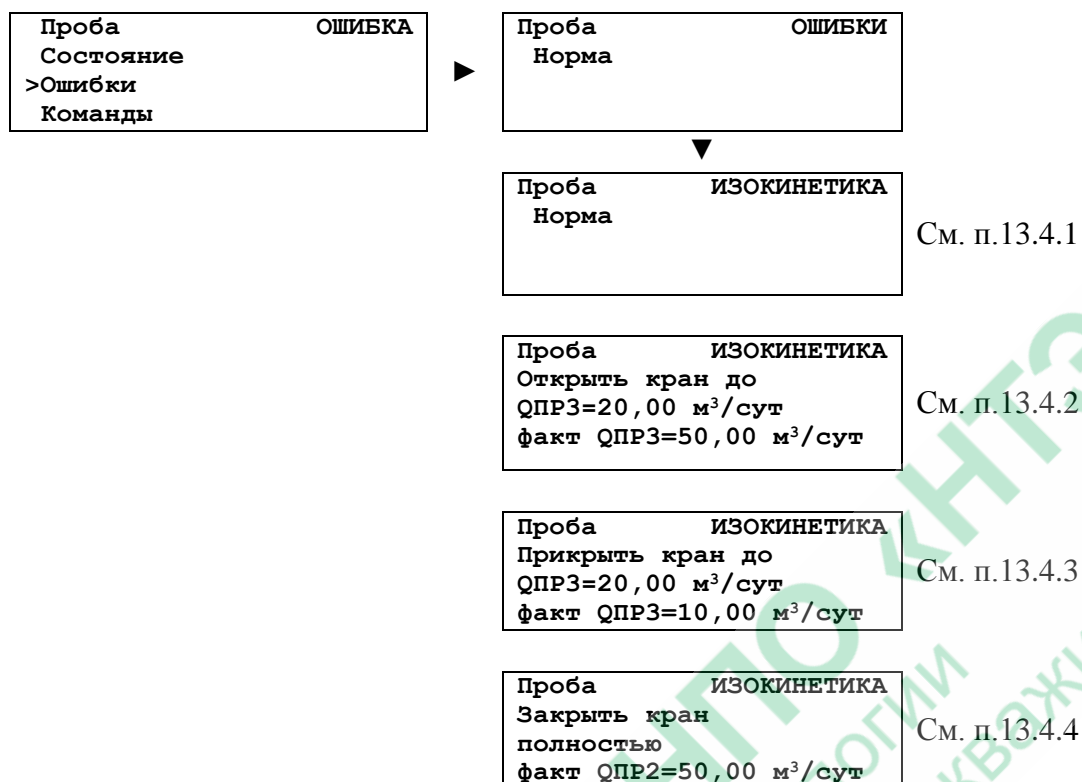 Проба ОШИБКА
Состояние
>Ошибки
Команды
►
Проба ОШИБКИ
Норма
▼
Проба ИЗОКИНЕТИКА
Норма
См. п.13.4.1
Проба ИЗОКИНЕТИКА
Открыть кран до
QПР3=20,00 м³/сут
факт QПР3=50,00 м³/сут
См. п.13.4.2
Проба ИЗОКИНЕТИКА
Прикрыть кран до
QПР3=20,00 м³/сут
факт QПР3=10,00 м³/сут
См. п.13.4.3
Проба ИЗОКИНЕТИКА
Закрыть кран
полностью
факт QПР2=50,00 м³/сут
См. п.13.4.4
НПО «НТЭ